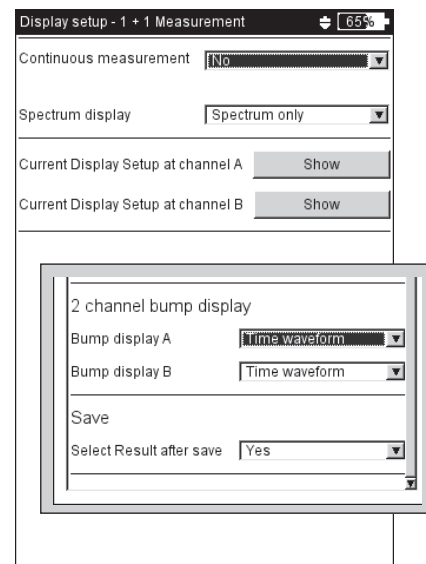 Display setup - 1 + 1 Measurement 65%
Continuous measurement No
Spectrum display Spectrum only
Current Display Setup at channel A Show
Current Display Setup at channel B Show
2 channel bump display
Bump display A Time waveform
Bump display B Time waveform
Save
Select Result after save Yes